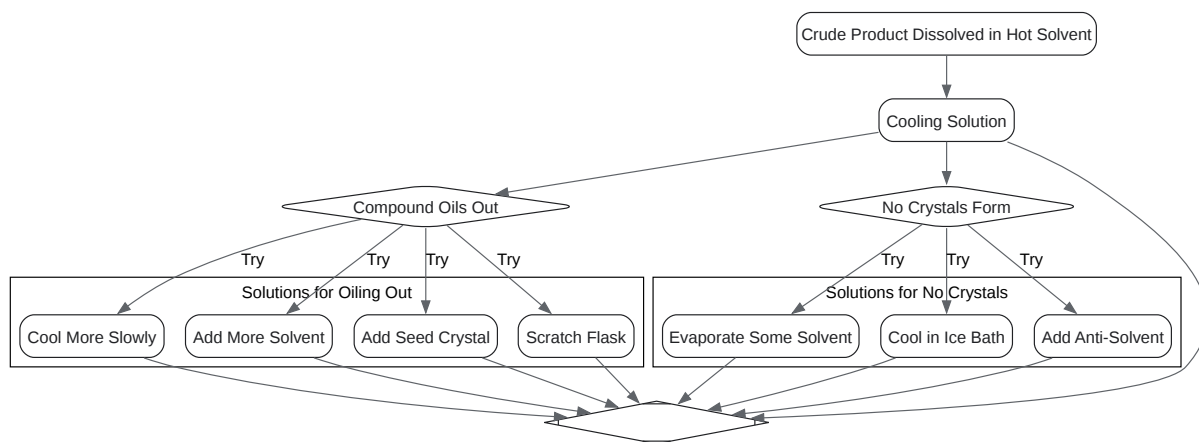 Crude Product Dissolved in Hot Solvent
Cooling Solution
Compound Oils Out
No Crystals Form
Try
Try
Try
Try
Try
Try
Try
Solutions for Oiling Out
Solutions for No Crystals
Cool More Slowly
Add More Solvent
Add Seed Crystal
Scratch Flask
Evaporate Some Solvent
Cool in Ice Bath
Add Anti-Solvent